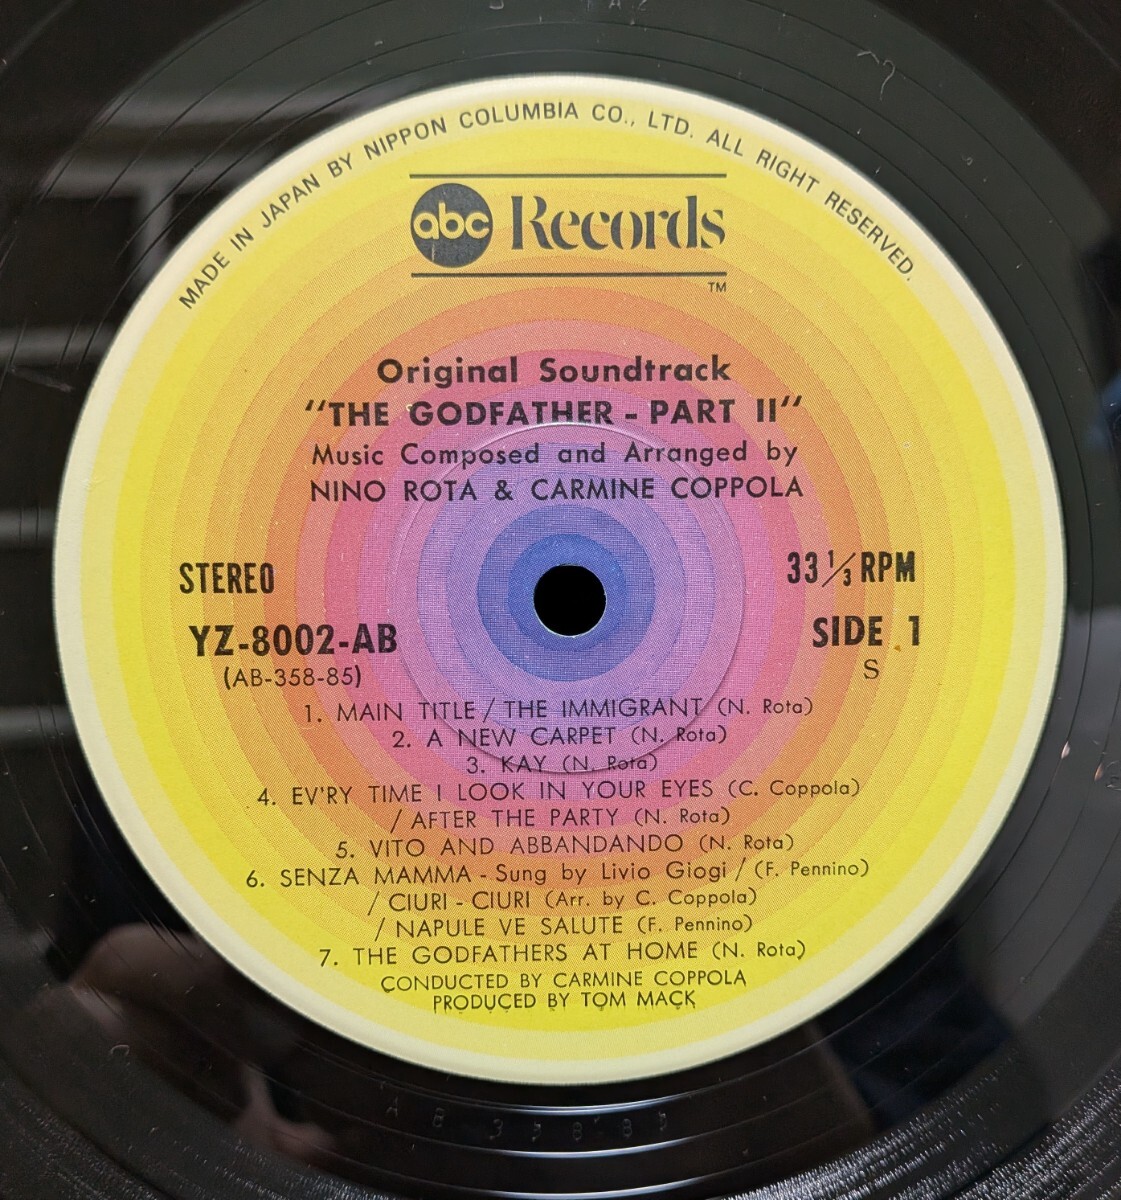 MADE IN JAPAN BY NIPPON COLUMBIA CO., LTD. ALL RIGHT RESERVED.
abc Records
TM
Original Soundtrack
"THE GODFATHER - PART II"
Music Composed and Arranged by
NINO ROTA & CARMINE COPPOLA
STEREO
33 1/3 RPM
YZ-8002-AB
SIDE 1
(AB-358-85)
S
1. MAIN TITLE / THE IMMIGRANT (N. Rota)
2. A NEW CARPET (N. Rota)
3. KAY (N. Rota)
4. EV'RY TIME I LOOK IN YOUR EYES (C. Coppola)
/ AFTER THE PARTY (N. Rota)
5. VITO AND ABBANDANDO (N. Rota)
6. SENZA MAMMA - Sung by Livio Giogi / (F. Pennino)
/ CIURI - CIURI (Arr. by C. Coppola)
/ NAPULE VE SALUTE (F. Pennino)
7. THE GODFATHERS AT HOME (N. Rota)
CONDUCTED BY CARMINE COPPOLA
PRODUCED BY TOM MACK